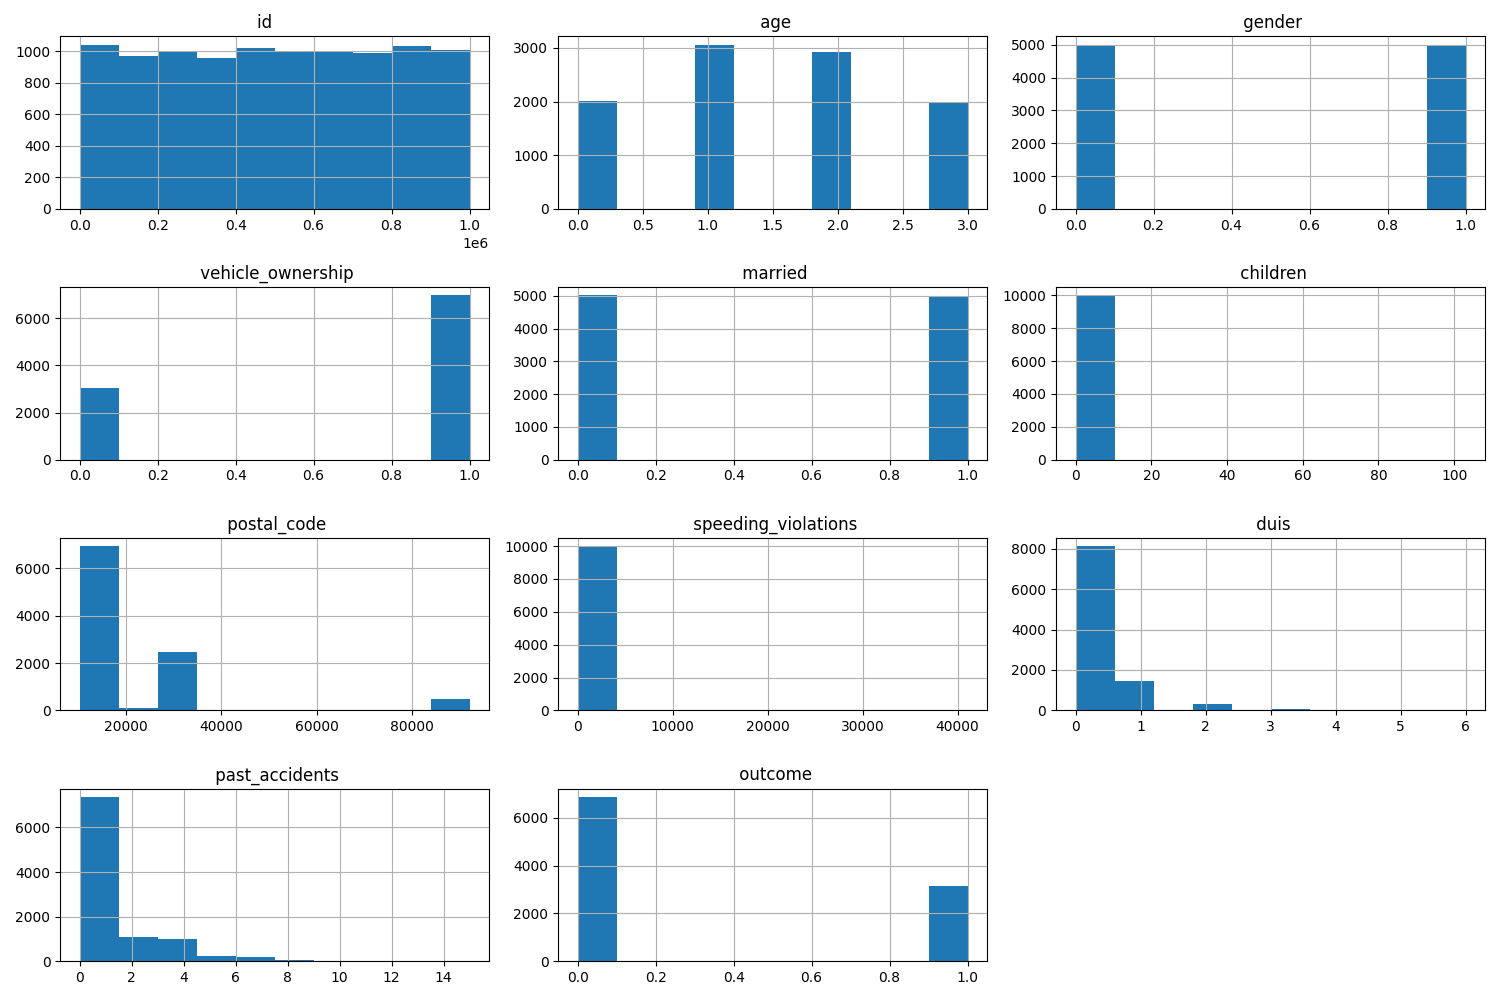 id age gender
1000 3000 5000
800 4000
600 2000 3000
400 1000 2000
200 1000
0 0 0
0.0 0.2 0.4 0.6 0.8 1.0 0.0 0.5 1.0 1.5 2.0 2.5 3.0 0.0 0.2 0.4 0.6 0.8 1.0
1e6
vehicle_ownership married children
6000 5000 10000
4000 8000
4000 3000 6000
2000 2000 4000
1000 2000
0 0 0
0.0 0.2 0.4 0.6 0.8 1.0 0.0 0.2 0.4 0.6 0.8 1.0 0 20 40 60 80 100
postal_code speeding_violations duis
6000 10000 8000
8000 6000
4000 6000 4000
2000 4000 2000
2000
0 0 0
20000 40000 60000 80000 0 10000 20000 30000 40000 0 1 2 3 4 5 6
past_accidents outcome
6000 6000
4000 4000
2000 2000
0 0
0 2 4 6 8 10 12 14 0.0 0.2 0.4 0.6 0.8 1.0